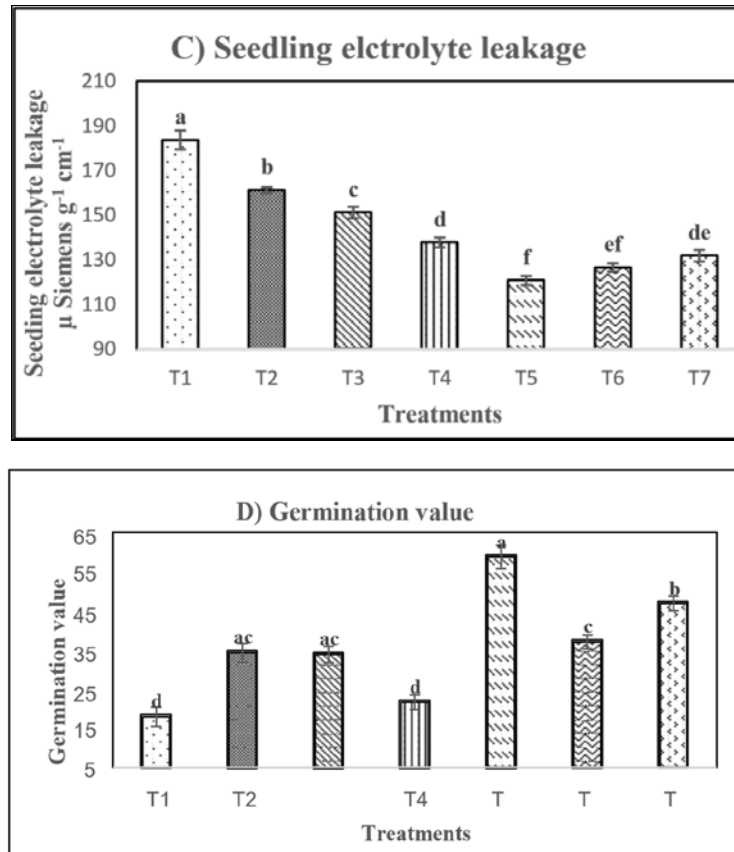 C) Seedling elctrolyte leakage
Seeding electrolyte leakage
µ Siemens g⁻¹ cm⁻¹
210
190
170
150
130
110
90
a
b
c
d
f
ef
de
T1 T2 T3 T4 T5 T6 T7
Treatments
D) Germination value
Germination value
65
55
45
35
25
15
5
d
ac
ac
d
a
c
b
T1 T2 T4 T T T
Treatments